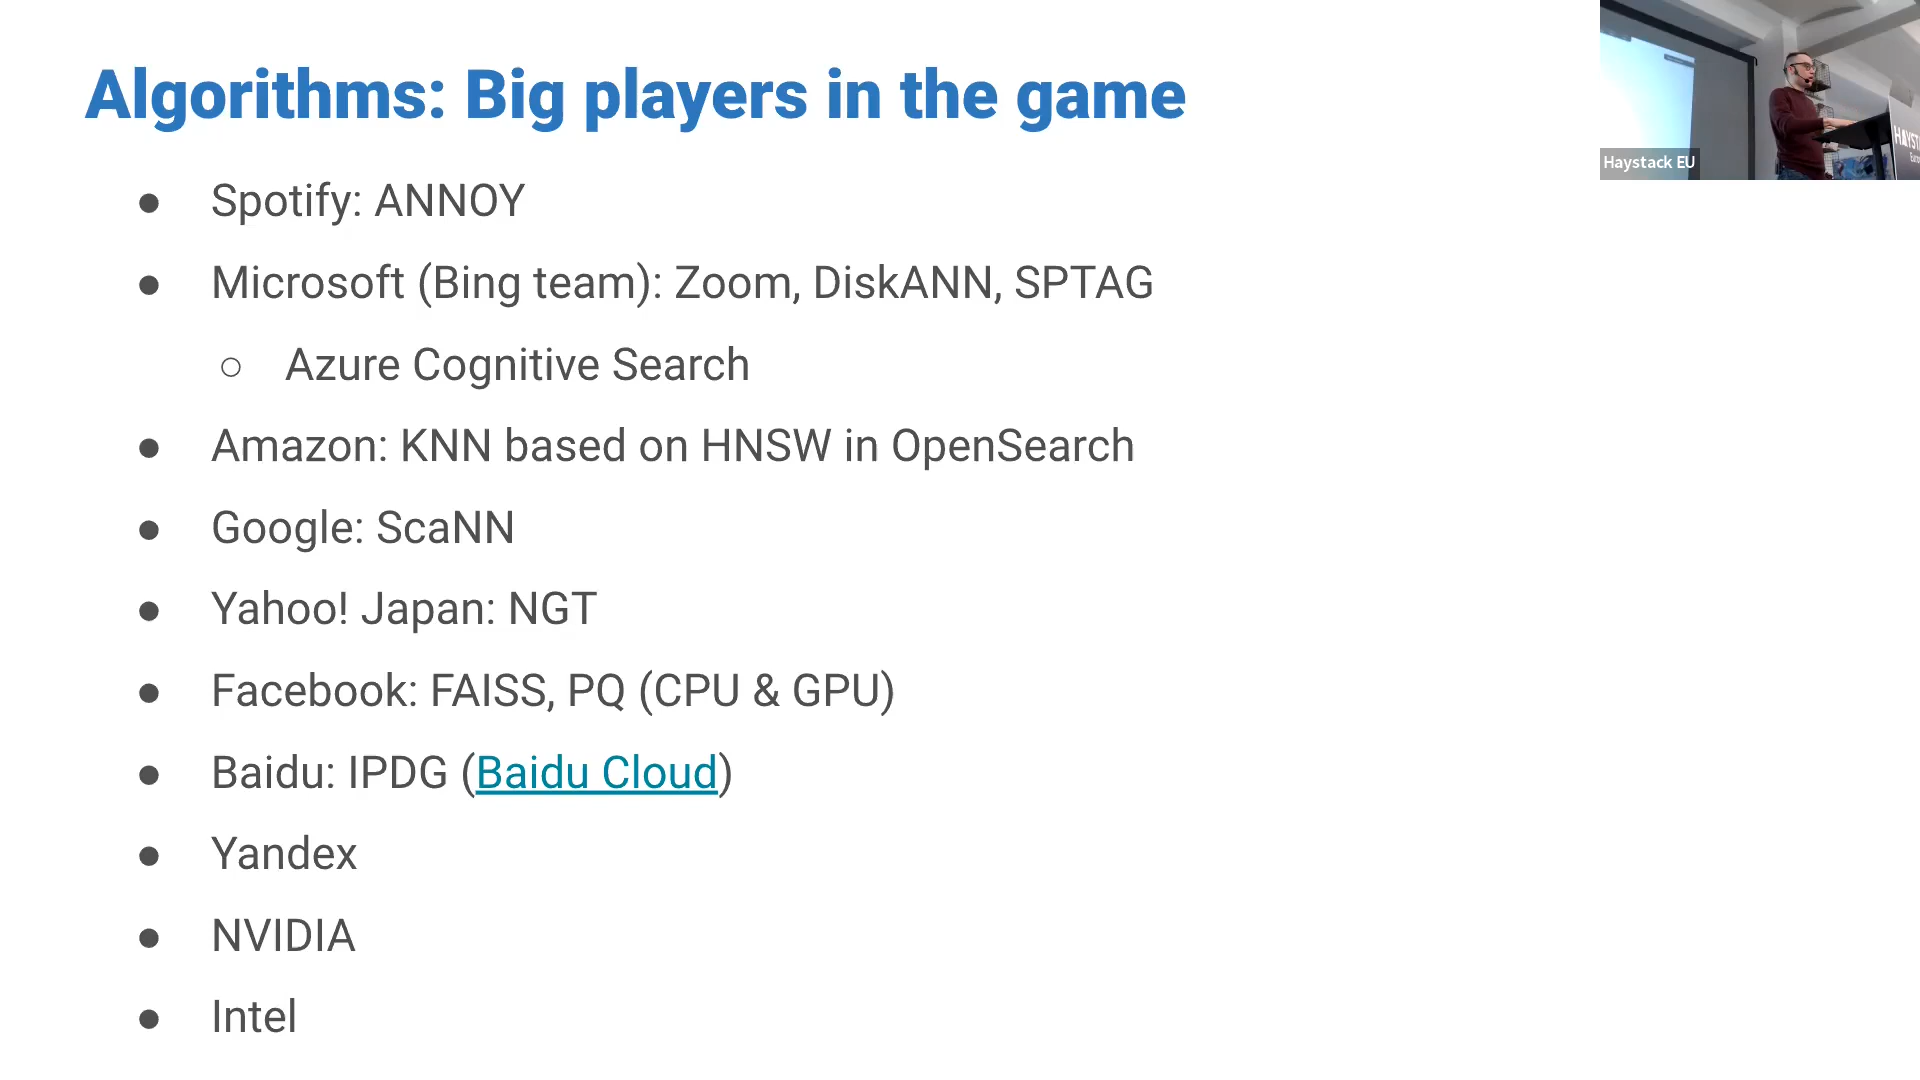 Algorithms: Big players in the game
● Spotify: ANNOY
● Microsoft (Bing team): Zoom, DiskANN, SPTAG
○ Azure Cognitive Search
● Amazon: KNN based on HNSW in OpenSearch
● Google: ScaNN
● Yahoo! Japan: NGT
● Facebook: FAISS, PQ (CPU & GPU)
● Baidu: IPDG (Baidu Cloud)
● Yandex
● NVIDIA
● Intel
Haystack EU